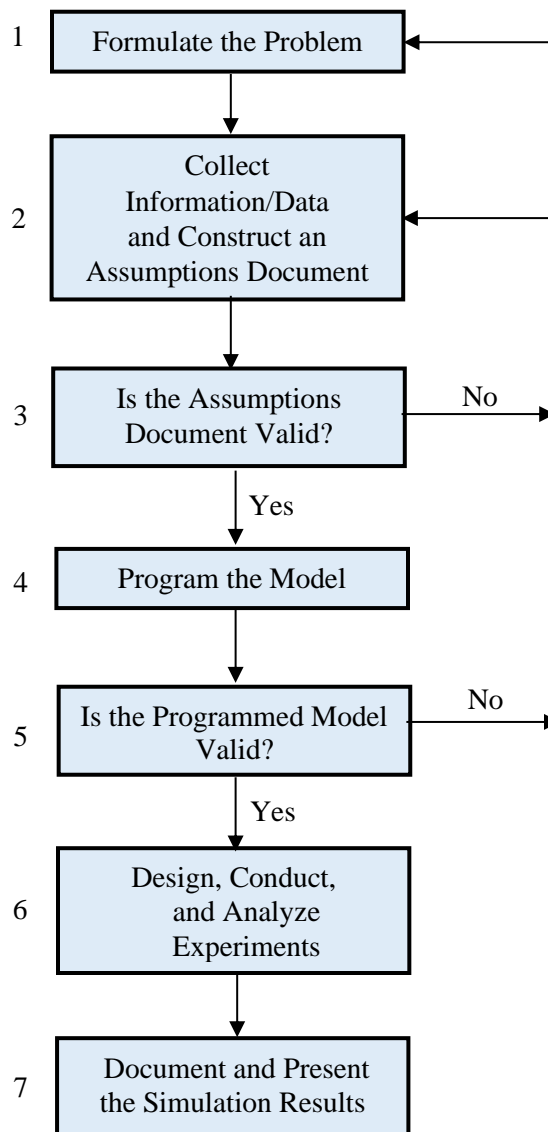 1
Formulate the Problem
2
Collect
Information/Data
and Construct an
Assumptions Document
3
Is the Assumptions
Document Valid?
No
Yes
4
Program the Model
5
Is the Programmed Model
Valid?
No
Yes
6
Design, Conduct,
and Analyze
Experiments
7
Document and Present
the Simulation Results